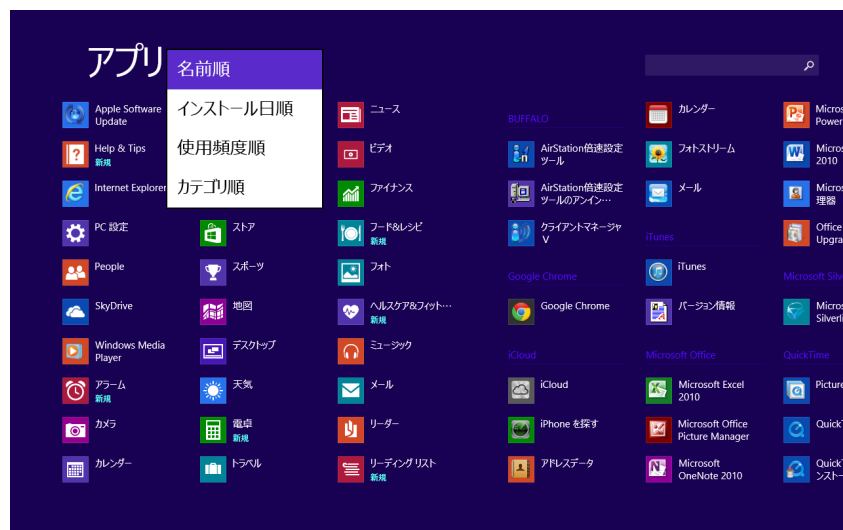 アプリ
名前順
インストール日順
使用頻度順
カテゴリ順
Apple Software
Update
Help & Tips
新規
Internet Explorer
PC 設定
People
SkyDrive
Windows Media
Player
アラーム
新規
カメラ
カレンダー
ストア
スポーツ
地図
デスクトップ
天気
電卓
新規
トラベル
ニュース
ビデオ
ファイナンス
フード&レシピ
新規
フォト
ヘルスケア&フィット…
新規
ミュージック
メール
リーダー
リーディング リスト
新規
BUFFALO
AirStation倍速設定
ツール
AirStation倍速設定
ツールのアンイン…
クライアントマネージャ
V
Google Chrome
Google Chrome
iCloud
iCloud
iPhone を探す
アドレスデータ
カレンダー
フォトストリーム
メール
iTunes
iTunes
バージョン情報
Microsoft Office
Microsoft Excel
2010
Microsoft Office
Picture Manager
Microsoft
OneNote 2010
Micros
Power
Micros
2010
Micros
理器
Office
Upgra
Microsoft Silv
Micros
Silverli
QuickTime
Picture
QuickT
QuickT
ンストー